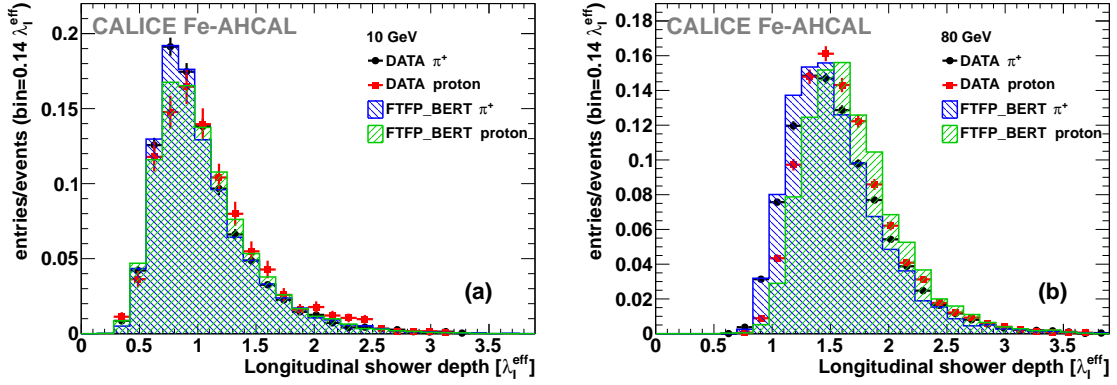 CALICE Fe-AHCAL
10 GeV
DATA π⁺
DATA proton
FTFP_BERT π⁺
FTFP_BERT proton
(a)
entries/events (bin=0.14 λ_I^eff)
0.2
0.15
0.1
0.05
0
0 0.5 1 1.5 2 2.5 3 3.5
Longitudinal shower depth [λ_I^eff]
CALICE Fe-AHCAL
80 GeV
DATA π⁺
DATA proton
FTFP_BERT π⁺
FTFP_BERT proton
(b)
entries/events (bin=0.14 λ_I^eff)
0.18
0.16
0.14
0.12
0.1
0.08
0.06
0.04
0.02
0
0 0.5 1 1.5 2 2.5 3 3.5
Longitudinal shower depth [λ_I^eff]